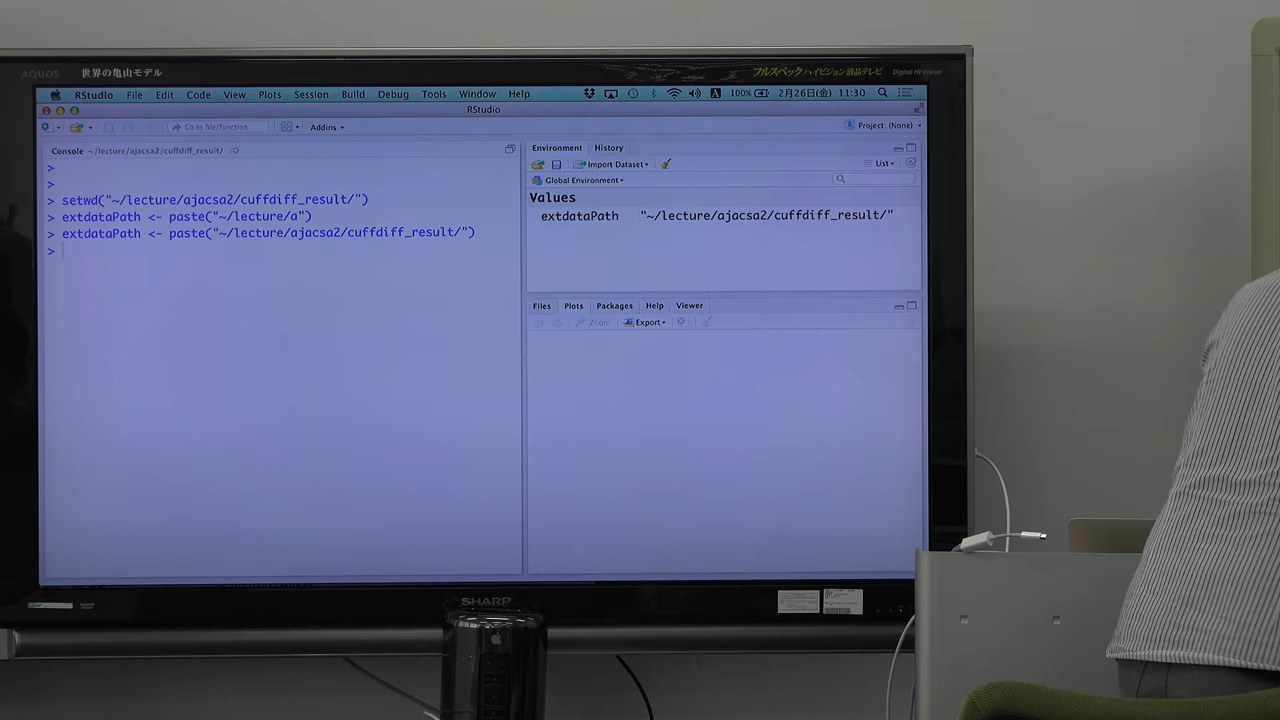 AQUOS 世界の亀山モデル
フルスペックハイビジョン液晶テレビ Digital Hi-Vision
RStudio File Edit Code View Plots Session Build Debug Tools Window Help
A 100% 2月26日(金) 11:30
RStudio
Go to file/function Addins
Project: (None)
Console ~/lecture/ajacsa2/cuffdiff_result/
>
>
> setwd("~/lecture/ajacsa2/cuffdiff_result/")
> extdataPath <- paste("~/lecture/a")
> extdataPath <- paste("~/lecture/ajacsa2/cuffdiff_result/")
>
Environment History
Import Dataset List
Global Environment
Values
extdataPath "~/lecture/ajacsa2/cuffdiff_result/"
Files Plots Packages Help Viewer
Zoom Export
SHARP